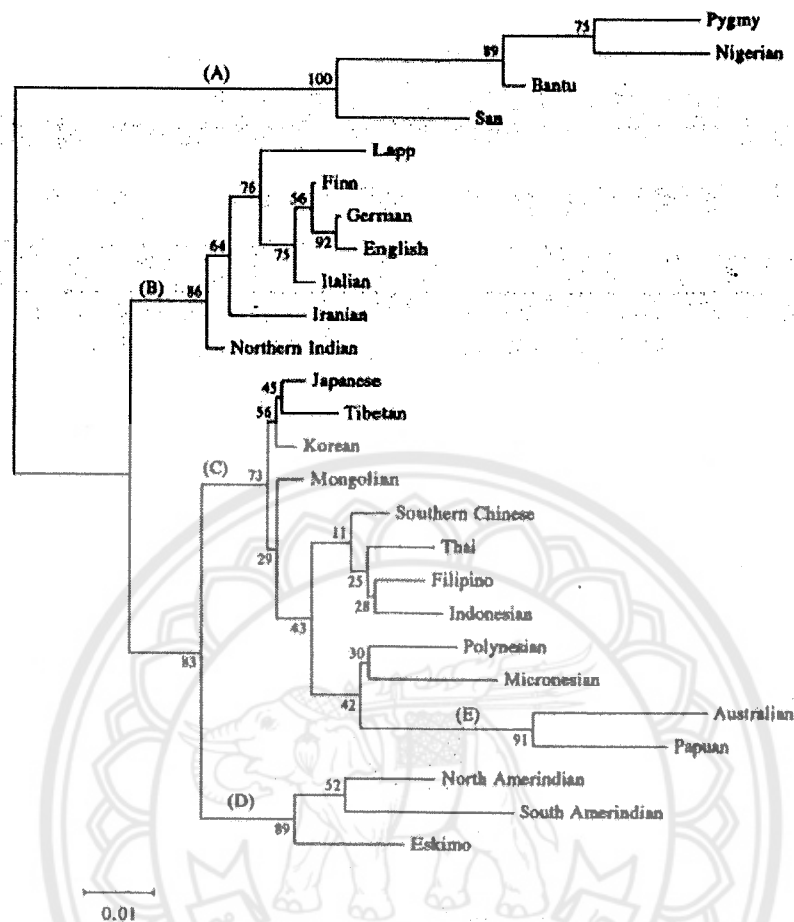 Pygmy
75
Nigerian
89
(A)
100
Bantu
San
Lapp
76
Finn
56
German
92
English
64
75
Italian
(B)
86
Iranian
Northern Indian
Japanese
45
Tibetan
56
Korean
(C)
73
Mongolian
Southern Chinese
11
Thai
29
25
Filipino
28
Indonesian
43
Polynesian
30
Micronesian
83
42
(E)
Australian
91
Papuan
North Amerindian
52
(D)
South Amerindian
89
Eskimo
0.01